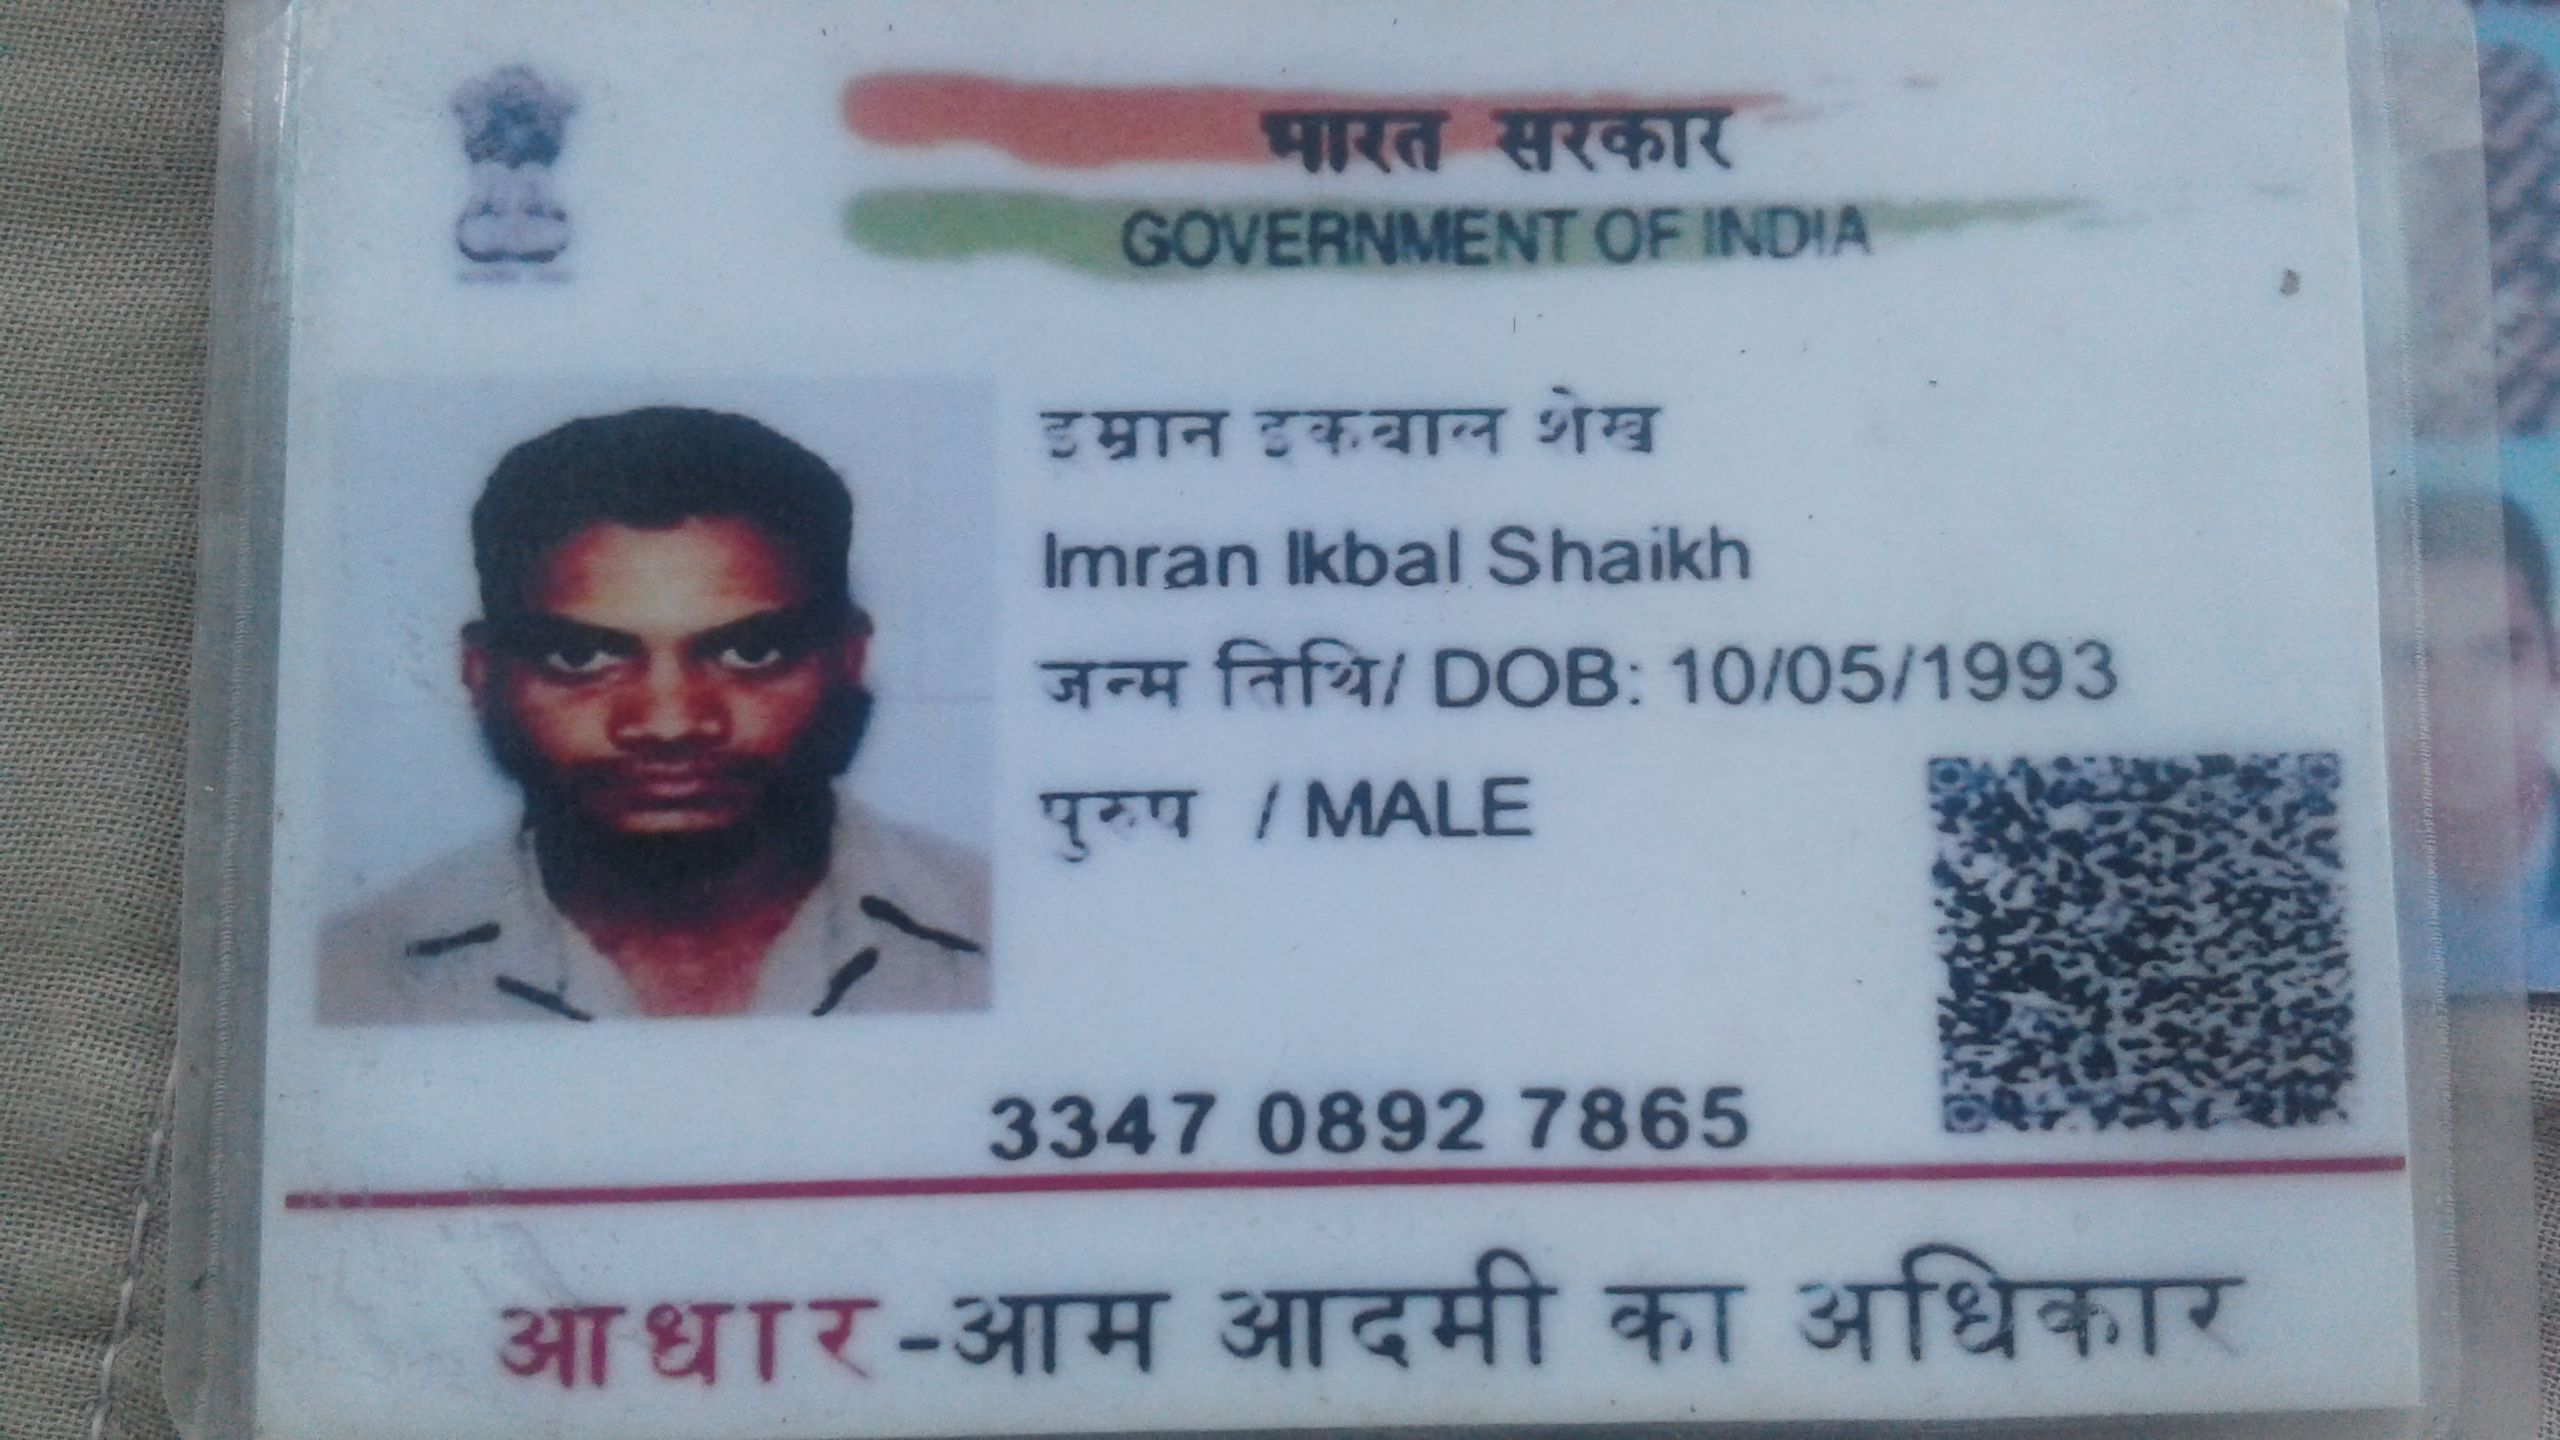 भारत सरकार
GOVERNMENT OF INDIA
इम्रान इकबाल शेख
Imran Ikbal Shaikh
जन्म तिथि/ DOB: 10/05/1993
पुरुष / MALE
3347 0892 7865
आधार-आम आदमी का अधिकार